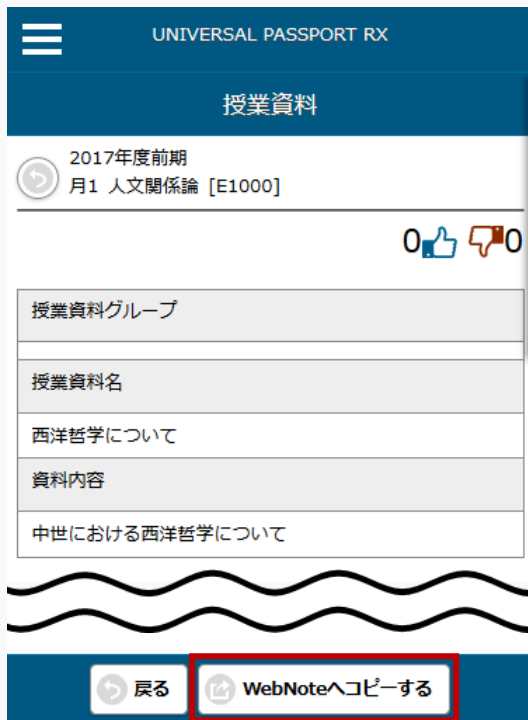 UNIVERSAL PASSPORT RX
授業資料
2017年度前期
月1 人文関係論 [E1000]
0 0
授業資料グループ
授業資料名
西洋哲学について
資料内容
中世における西洋哲学について
戻る WebNoteへコピーする